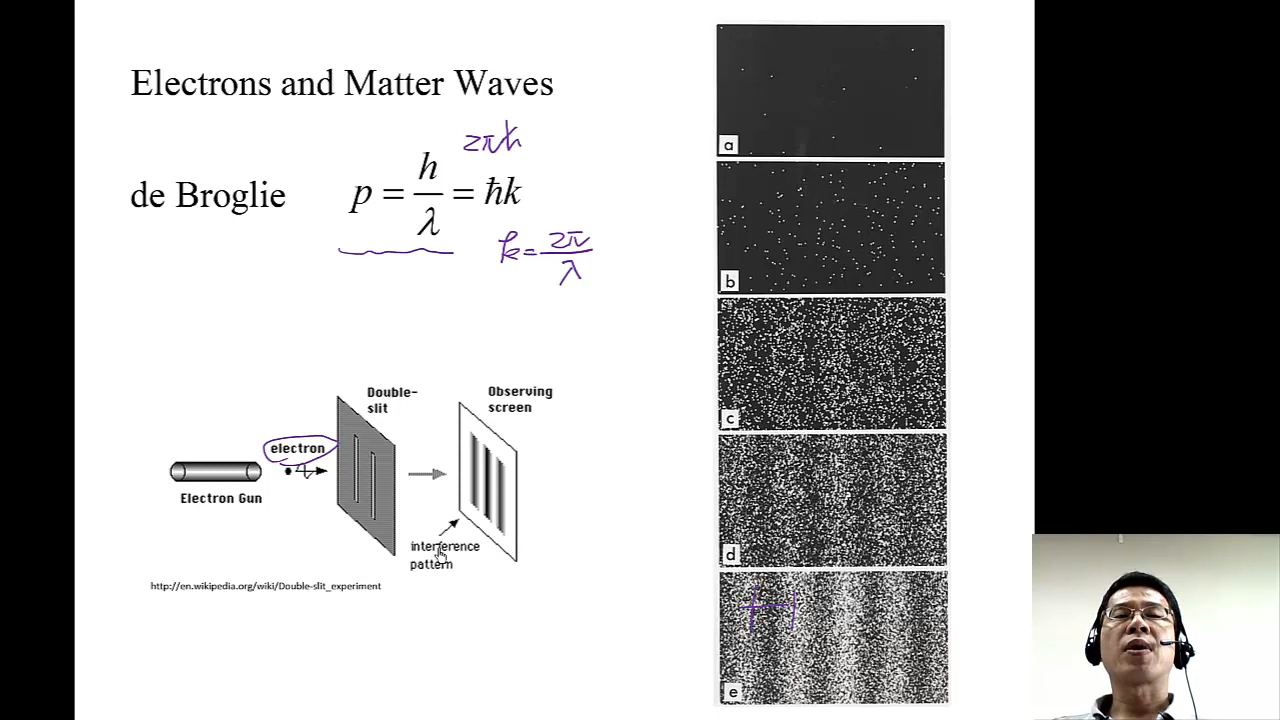 Electrons and Matter Waves
2πħ
de Broglie p = h/λ = ħk
k = 2π/λ
Double-
slit
Observing
screen
electron
Electron Gun
interference
pattern
http://en.wikipedia.org/wiki/Double-slit_experiment
a
b
c
d
e